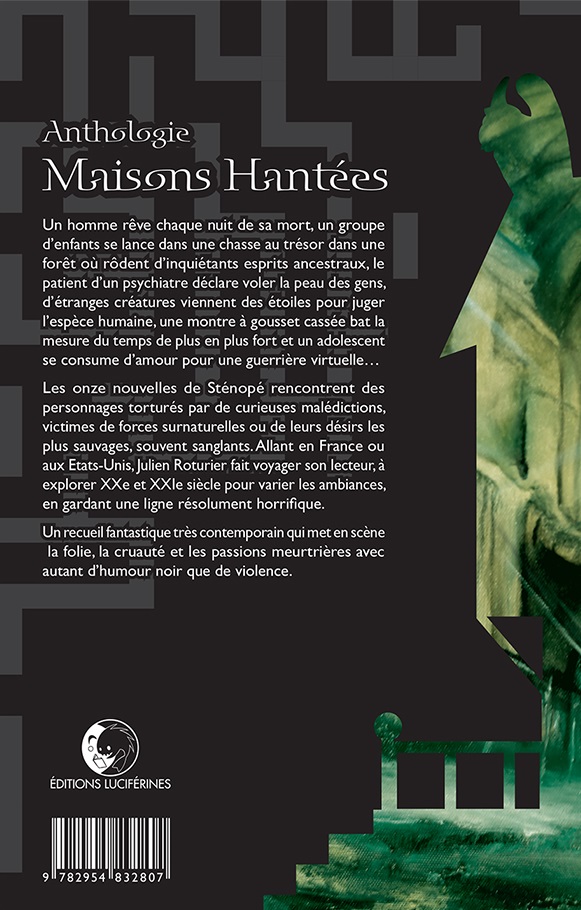 Anthologie
Maisons Hantées
Un homme rêve chaque nuit de sa mort, un groupe
d'enfants se lance dans une chasse au trésor dans une
forêt où rôdent d'inquiétants esprits ancestraux, le
patient d'un psychiatre déclare voler la peau des gens,
d'étranges créatures viennent des étoiles pour juger
l'espèce humaine, une montre à gousset cassée bat la
mesure du temps de plus en plus fort et un adolescent
se consume d'amour pour une guerrière virtuelle…
Les onze nouvelles de Sténopé rencontrent des
personnages torturés par de curieuses malédictions,
victimes de forces surnaturelles ou de leurs désirs les
plus sauvages, souvent sanglants. Allant en France ou
aux Etats-Unis, Julien Roturier fait voyager son lecteur, à
explorer XXe et XXIe siècle pour varier les ambiances,
en gardant une ligne résolument horrifique.
Un recueil fantastique très contemporain qui met en scène
la folie, la cruauté et les passions meurtrières avec
autant d'humour noir que de violence.
ÉDITIONS LUCIFÉRINES
9 782954 832807